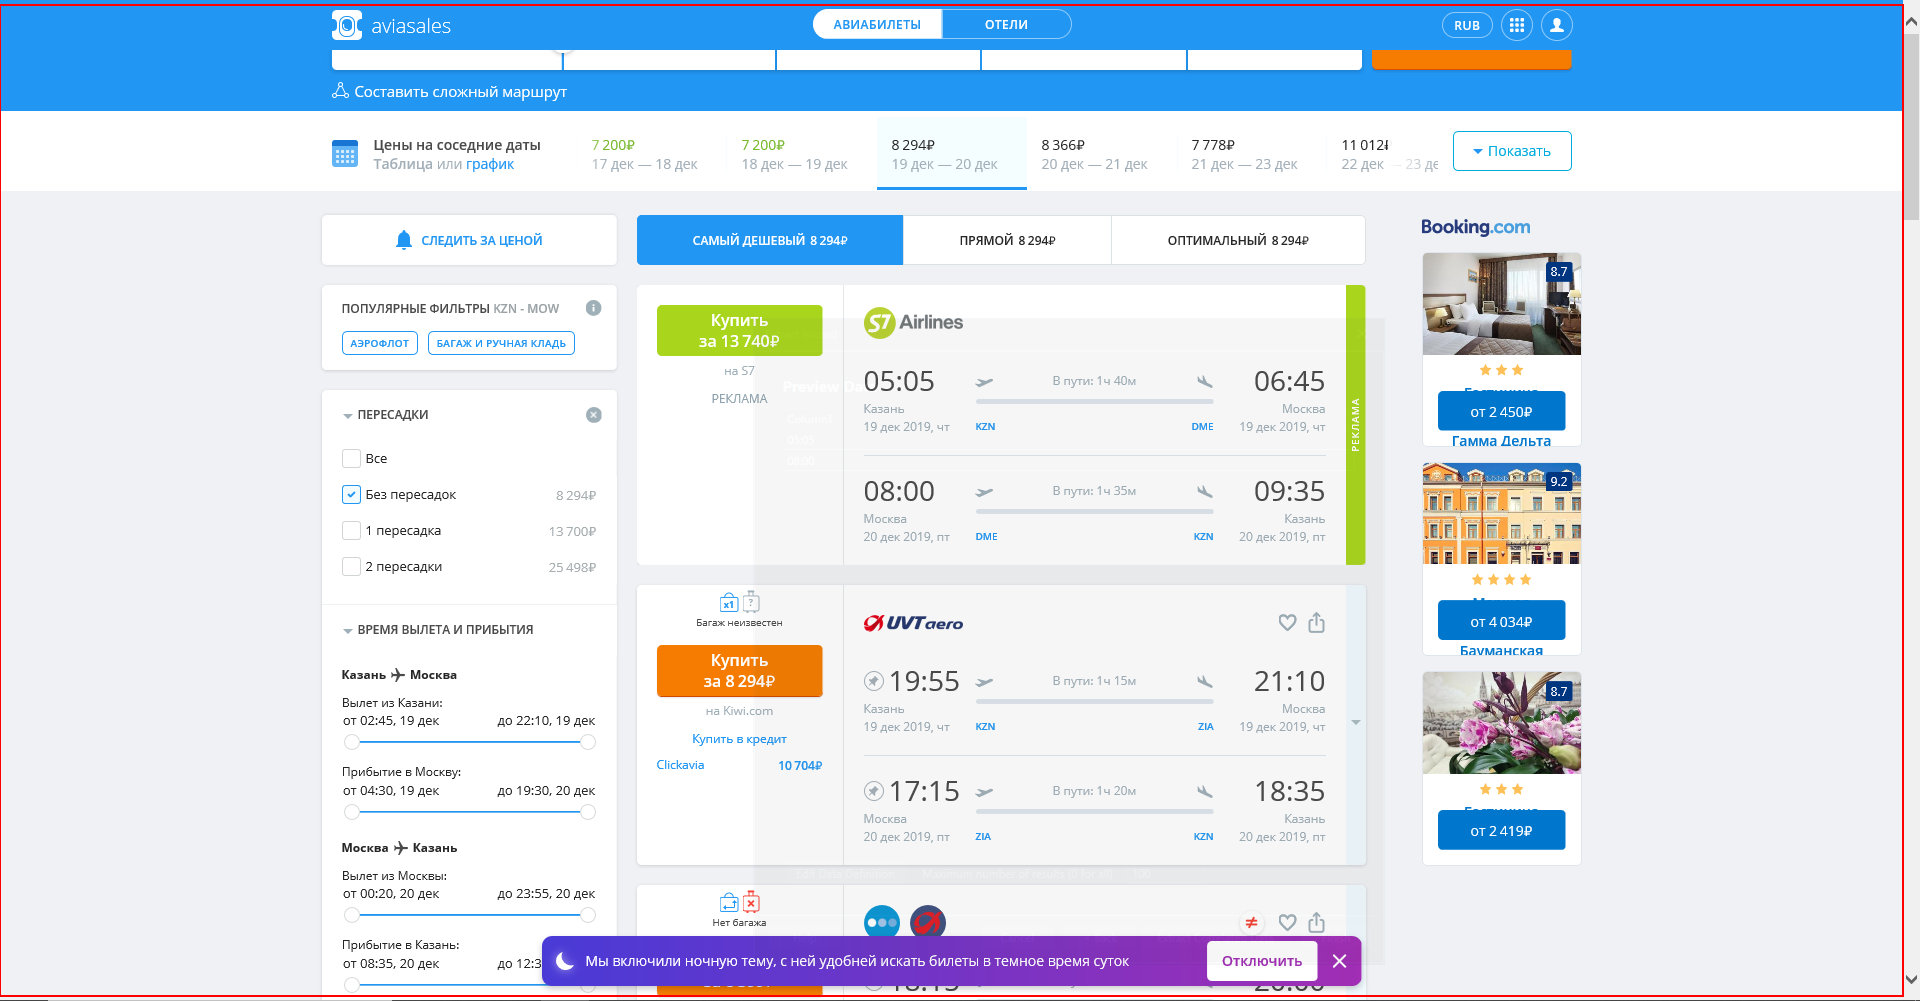 aviasales
АВИАБИЛЕТЫ
ОТЕЛИ
RUB
Составить сложный маршрут
Цены на соседние даты
Таблица или график
7 200₽
17 дек — 18 дек
7 200₽
18 дек — 19 дек
8 294₽
19 дек — 20 дек
8 366₽
20 дек — 21 дек
7 778₽
21 дек — 23 дек
11 012
22 дек — 23 де
Показать
СЛЕДИТЬ ЗА ЦЕНОЙ
ПОПУЛЯРНЫЕ ФИЛЬТРЫ KZN - MOW
АЭРОФЛОТ
БАГАЖ И РУЧНАЯ КЛАДЬ
ПЕРЕСАДКИ
Все
Без пересадок 8 294₽
1 пересадка 13 700₽
2 пересадки 25 498₽
ВРЕМЯ ВЫЛЕТА И ПРИБЫТИЯ
Казань Москва
Вылет из Казани:
от 02:45, 19 дек до 22:10, 19 дек
Прибытие в Москву:
от 04:30, 19 дек до 19:30, 20 дек
Москва Казань
Вылет из Москвы:
от 00:20, 20 дек до 23:55, 20 дек
Прибытие в Казань:
от 08:35, 20 дек до 12:3
САМЫЙ ДЕШЕВЫЙ 8 294₽
ПРЯМОЙ 8 294₽
ОПТИМАЛЬНЫЙ 8 294₽
Купить
за 13 740₽
на S7
РЕКЛАМА
S7 Airlines
05:05 В пути: 1ч 40м 06:45
Казань Москва
19 дек 2019, чт KZN DME 19 дек 2019, чт
08:00 В пути: 1ч 35м 09:35
Москва Казань
20 дек 2019, пт DME KZN 20 дек 2019, пт
РЕКЛАМА
Preview D
x1 ?
Багаж неизвестен
Купить
за 8 294₽
на Kiwi.com
Купить в кредит
Clickavia 10 704₽
UVTaero
19:55 В пути: 1ч 15м 21:10
Казань Москва
19 дек 2019, чт KZN ZIA 19 дек 2019, чт
17:15 В пути: 1ч 20м 18:35
Москва Казань
20 дек 2019, пт ZIA KZN 20 дек 2019, пт
Нет багажа
Мы включили ночную тему, с ней удобней искать билеты в темное время суток
Отключить
Booking.com
8.7
от 2 450₽
Гамма Дельта
9.2
от 4 034₽
Бауманская
8.7
от 2 419₽